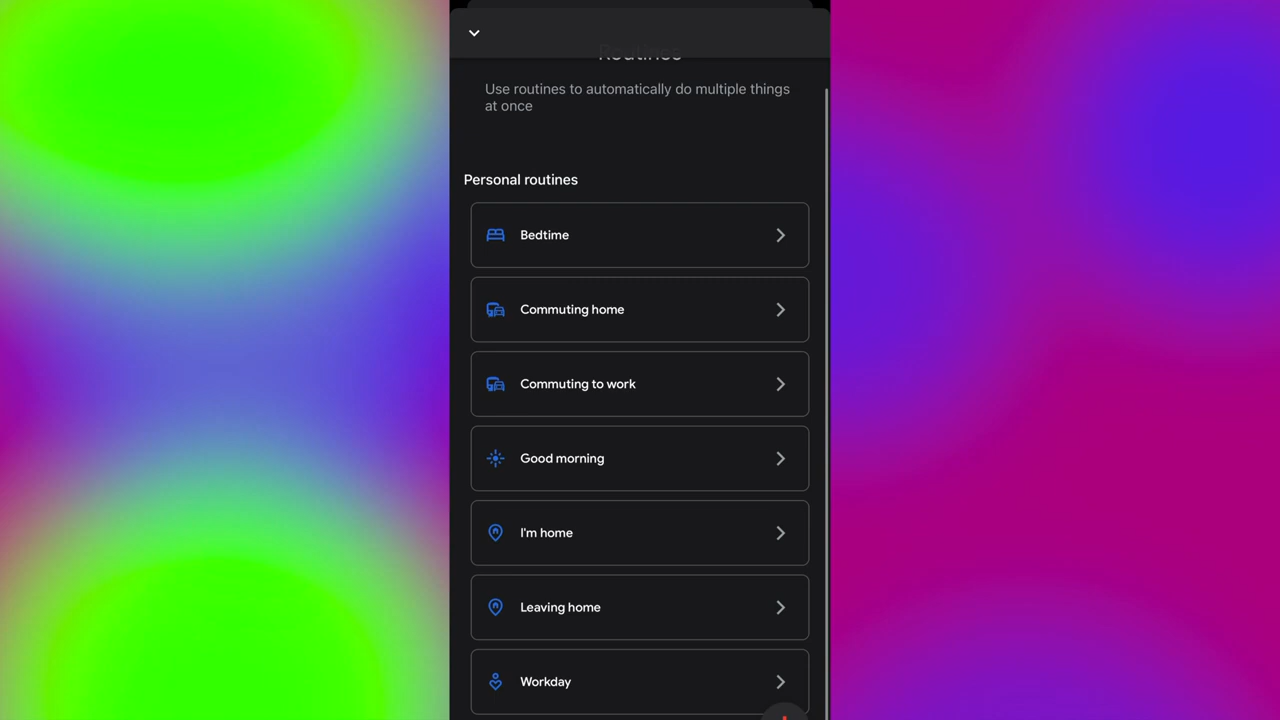 Routines
Use routines to automatically do multiple things
at once
Personal routines
Bedtime
Commuting home
Commuting to work
Good morning
I'm home
Leaving home
Workday